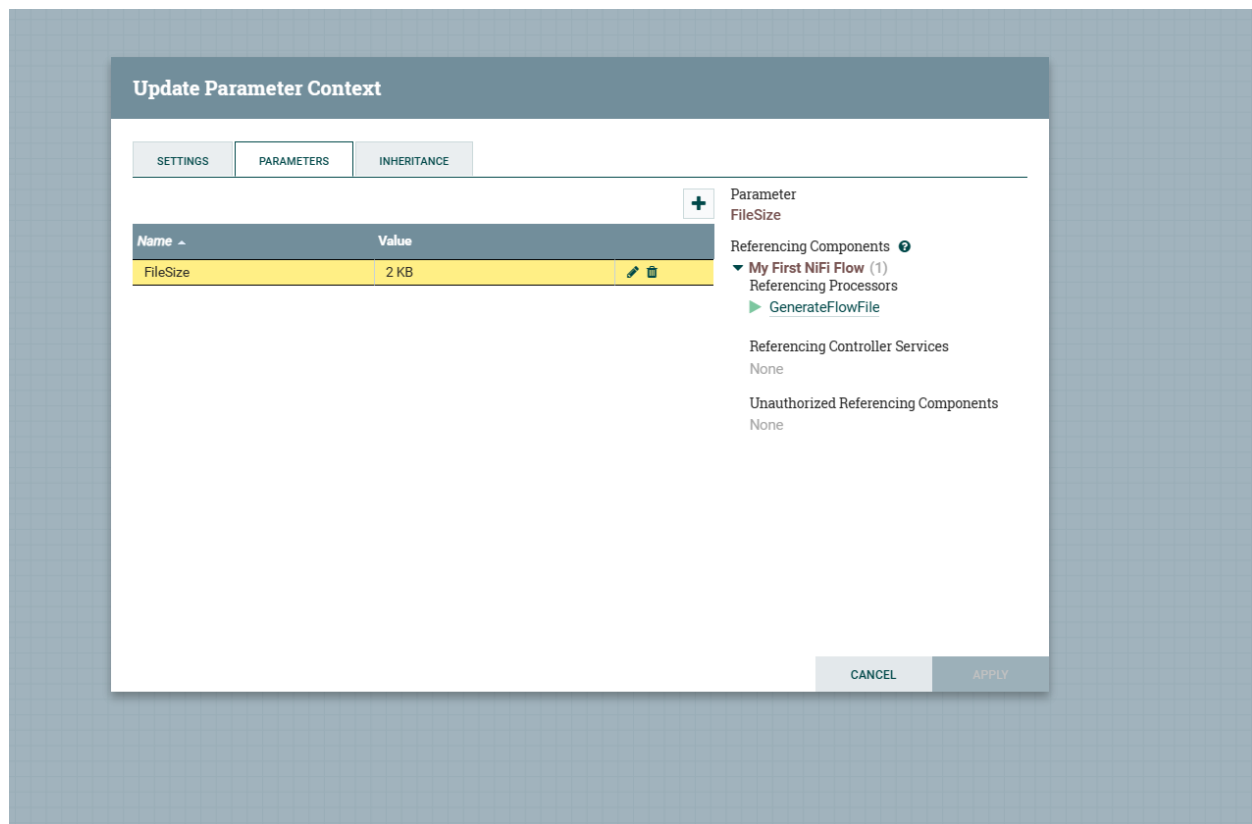 Update Parameter Context
SETTINGS PARAMETERS INHERITANCE
Name Value
FileSize 2 KB
Parameter
FileSize
Referencing Components
My First NiFi Flow (1)
Referencing Processors
GenerateFlowFile
Referencing Controller Services
None
Unauthorized Referencing Components
None
CANCEL APPLY